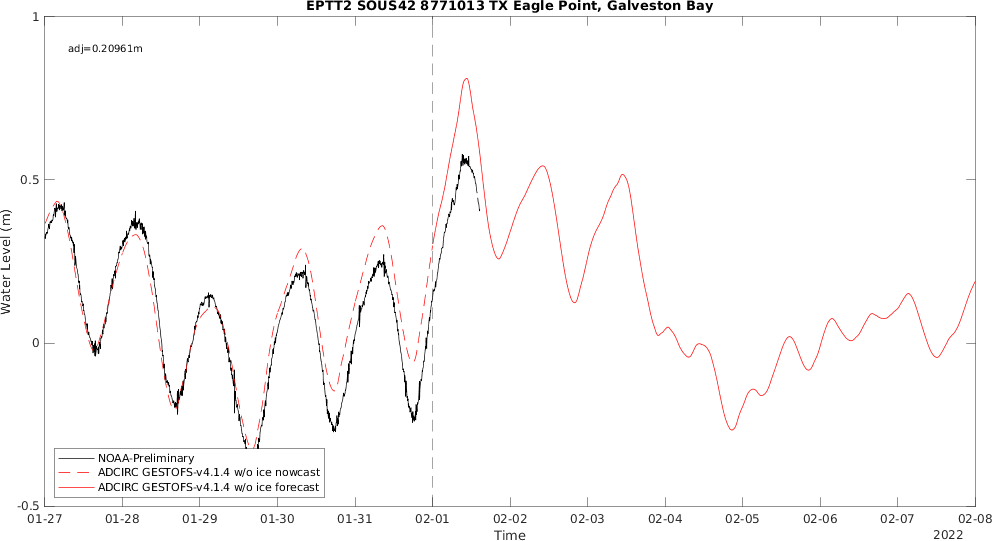 EPTT2 SOUS42 8771013 TX Eagle Point, Galveston Bay
adj=0.20961m
Water Level (m)
1
0.5
0
-0.5
NOAA-Preliminary
ADCIRC GESTOFS-v4.1.4 w/o ice nowcast
ADCIRC GESTOFS-v4.1.4 w/o ice forecast
01-27 01-28 01-29 01-30 01-31 02-01 02-02 02-03 02-04 02-05 02-06 02-07 02-08
Time
2022